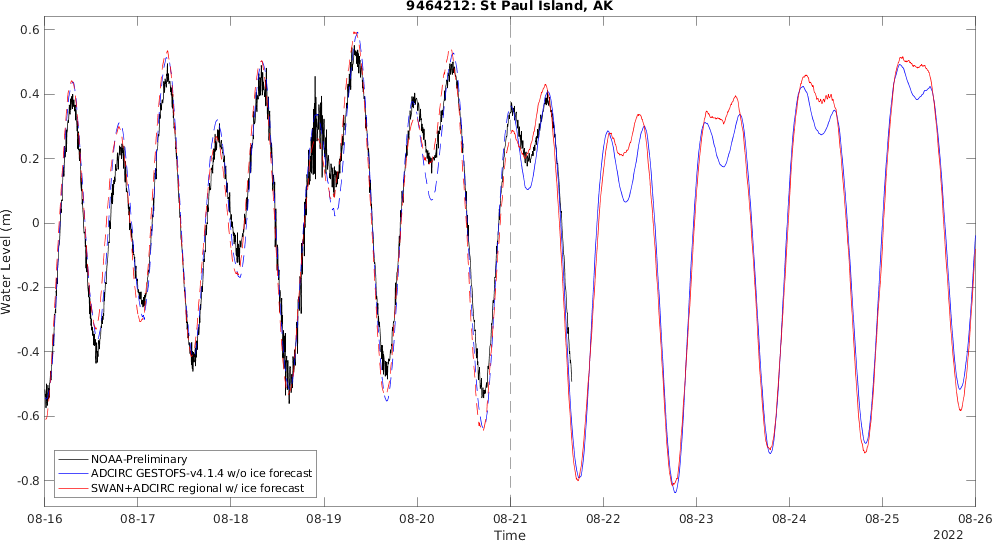 9464212: St Paul Island, AK
Water Level (m)
0.6
0.4
0.2
0
-0.2
-0.4
-0.6
-0.8
NOAA-Preliminary
ADCIRC GESTOFS-v4.1.4 w/o ice forecast
SWAN+ADCIRC regional w/ ice forecast
08-16 08-17 08-18 08-19 08-20 08-21 08-22 08-23 08-24 08-25 08-26
Time
2022